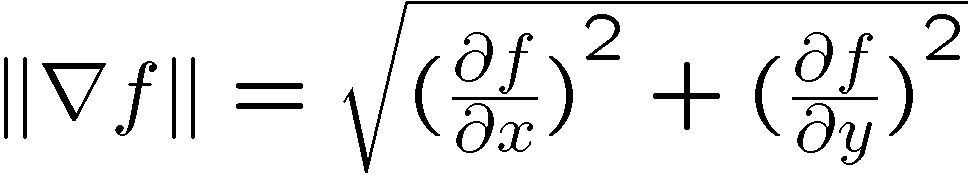 ||∇f|| = √((∂f/∂x)² + (∂f/∂y)²)